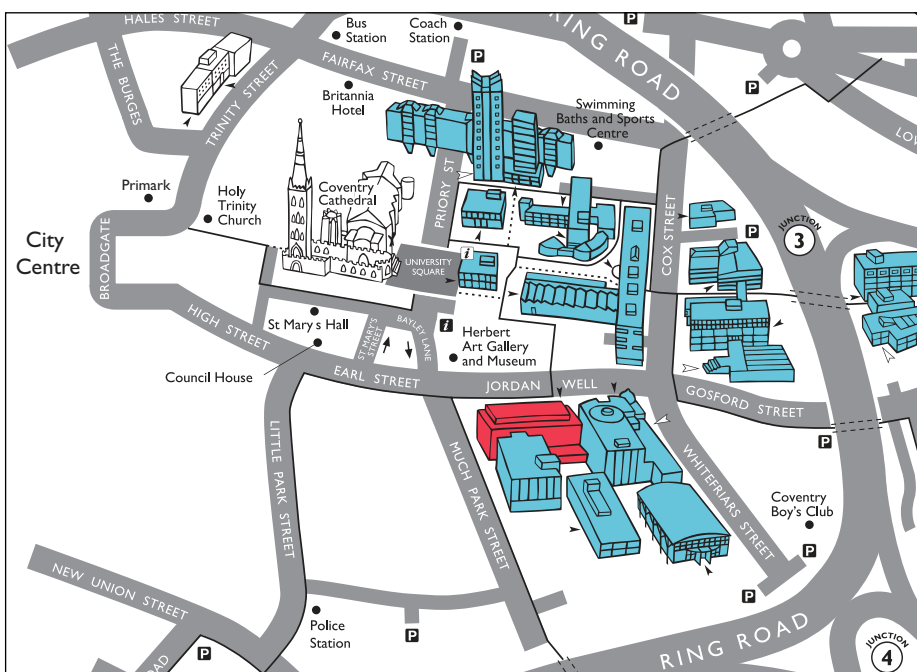 HALES STREET
Bus
Station
Coach
Station
P
RING ROAD
THE BURGES
TRINITY STREET
FAIRFAX STREET
P
P
Britannia
Hotel
Swimming
Baths and Sports
Centre
Primark
Holy
Trinity
Church
Coventry
Cathedral
PRIORY ST
COX STREET
JUNCTION
3
City
Centre
BROADGATE
UNIVERSITY
SQUARE
i
P
HIGH STREET
St Mary s Hall
ST MARY'S
STREET
BAYLEY LANE
i
Herbert
Art Gallery
and Museum
Council House
EARL STREET
JORDAN WELL
GOSFORD STREET
P
LITTLE PARK STREET
MUCH PARK STREET
WHITEFRIARS STREET
Coventry
Boy's Club
P
P
NEW UNION STREET
Police
Station
P
P
RING ROAD
JUNCTION
4